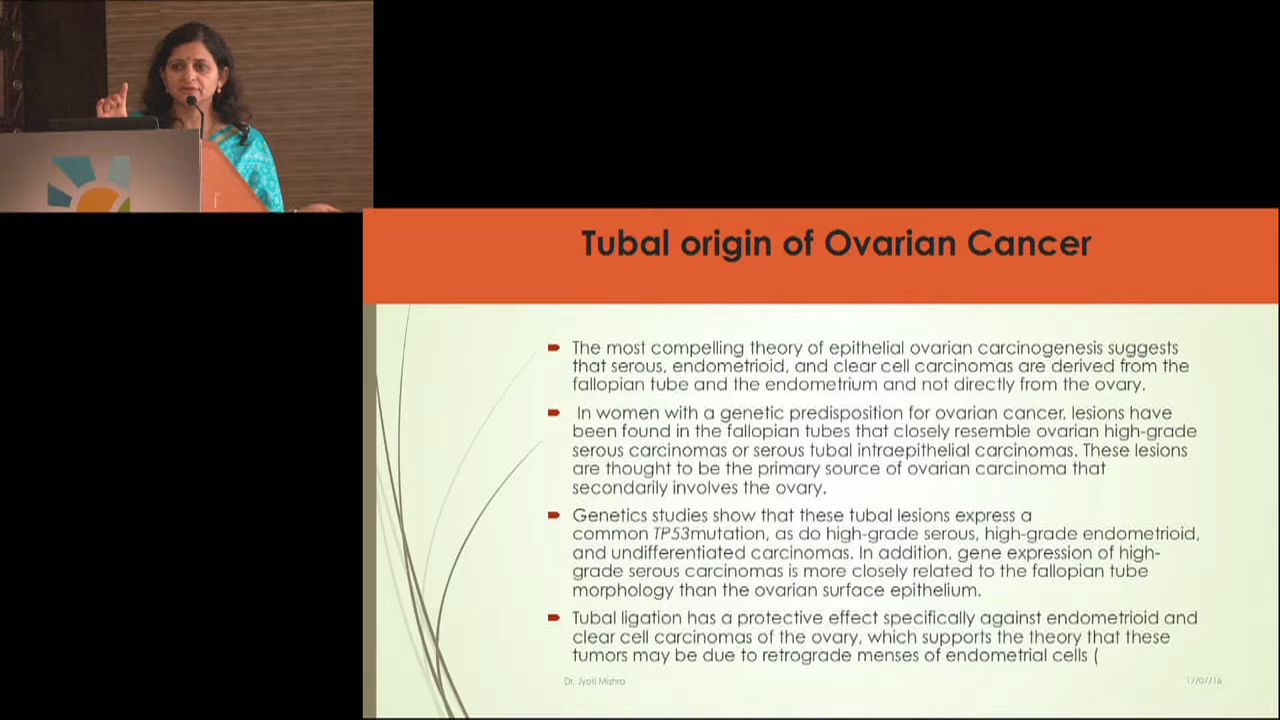 Tubal origin of Ovarian Cancer
The most compelling theory of epithelial ovarian carcinogenesis suggests
that serous, endometrioid, and clear cell carcinomas are derived from the
fallopian tube and the endometrium and not directly from the ovary.
In women with a genetic predisposition for ovarian cancer, lesions have
been found in the fallopian tubes that closely resemble ovarian high-grade
serous carcinomas or serous tubal intraepithelial carcinomas. These lesions
are thought to be the primary source of ovarian carcinoma that
secondarily involves the ovary.
Genetics studies show that these tubal lesions express a
common TP53mutation, as do high-grade serous, high-grade endometrioid,
and undifferentiated carcinomas. In addition, gene expression of high-
grade serous carcinomas is more closely related to the fallopian tube
morphology than the ovarian surface epithelium.
Tubal ligation has a protective effect specifically against endometrioid and
clear cell carcinomas of the ovary, which supports the theory that these
tumors may be due to retrograde menses of endometrial cells (
Dr. Jyoti Mishra
17/07/16